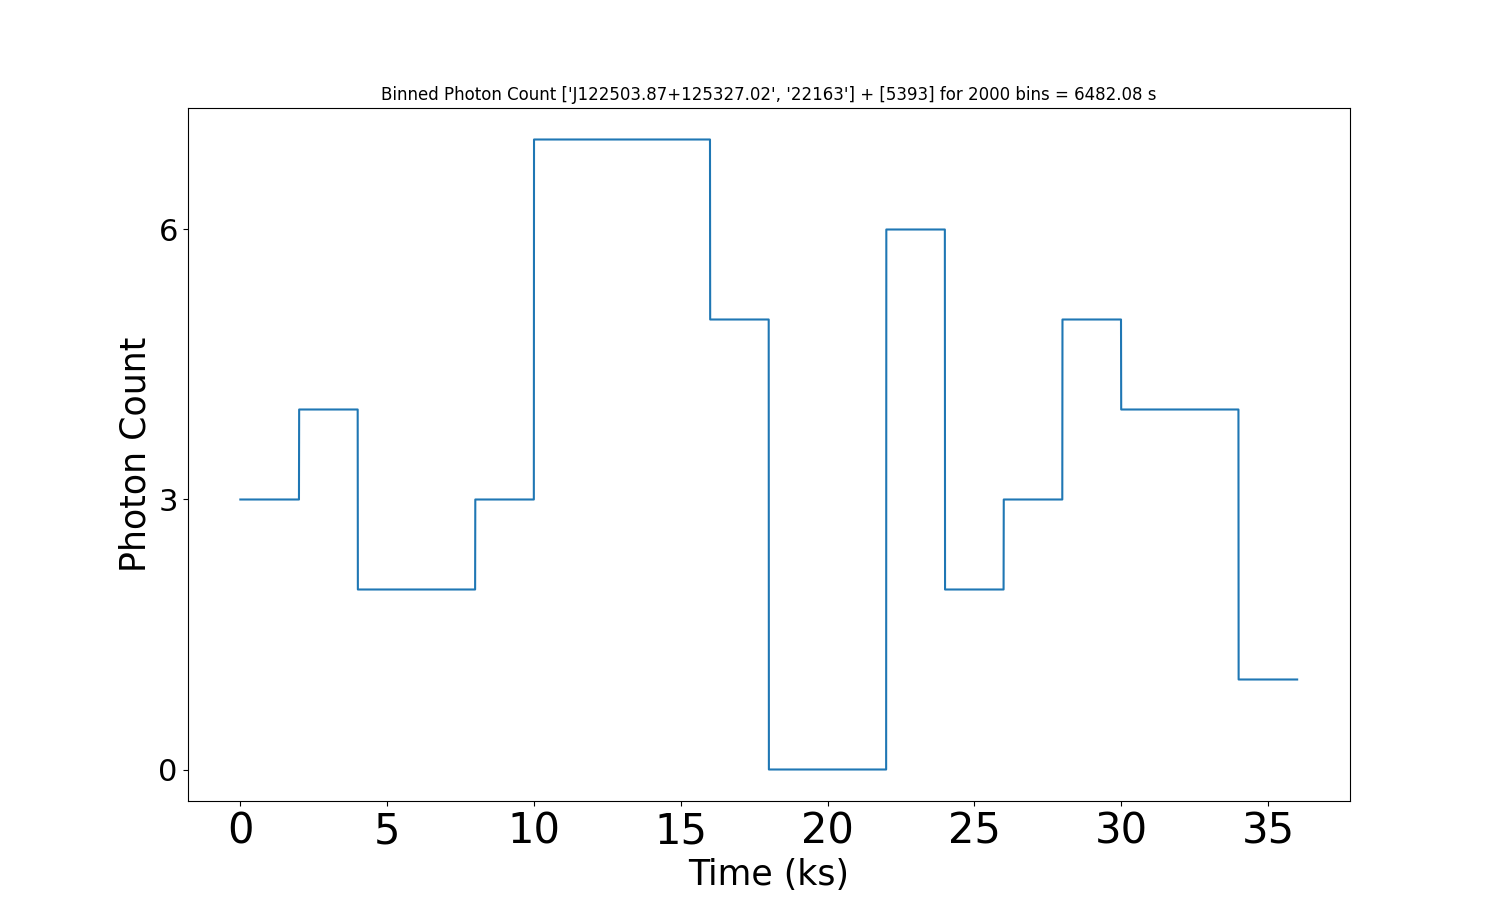 Binned Photon Count ['J122503.87+125327.02', '22163'] + [5393] for 2000 bins = 6482.08 s
Photon Count
6
3
0
0 5 10 15 20 25 30 35
Time (ks)